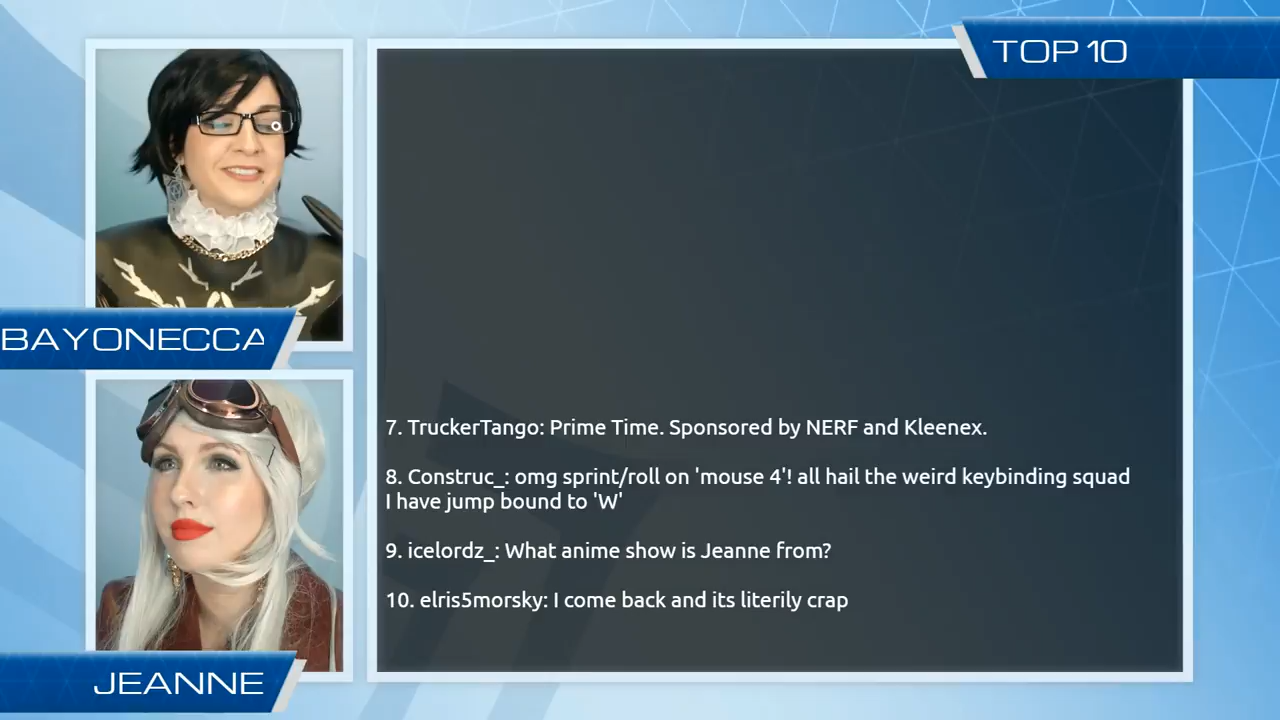 TOP 10
BAYONECCA
7. TruckerTango: Prime Time. Sponsored by NERF and Kleenex.
8. Construc_: omg sprint/roll on 'mouse 4'! all hail the weird keybinding squad
I have jump bound to 'W'
9. icelordz_: What anime show is Jeanne from?
10. elris5morsky: I come back and its literily crap
JEANNE